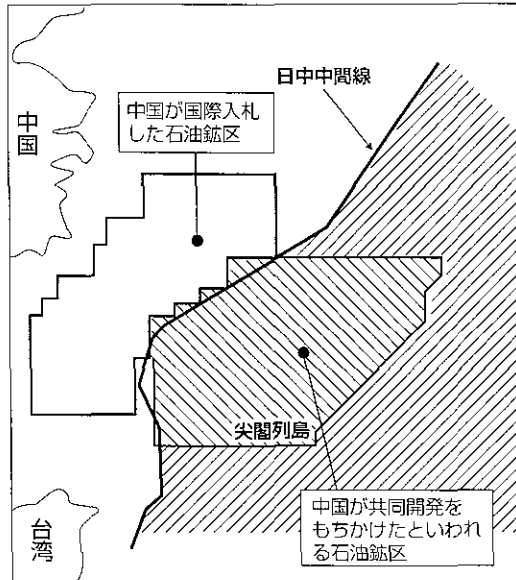 日中中間線
中国が国際入札
した石油鉱区
中国
尖閣列島
中国が共同開発を
もちかけたといわれ
る石油鉱区
台湾